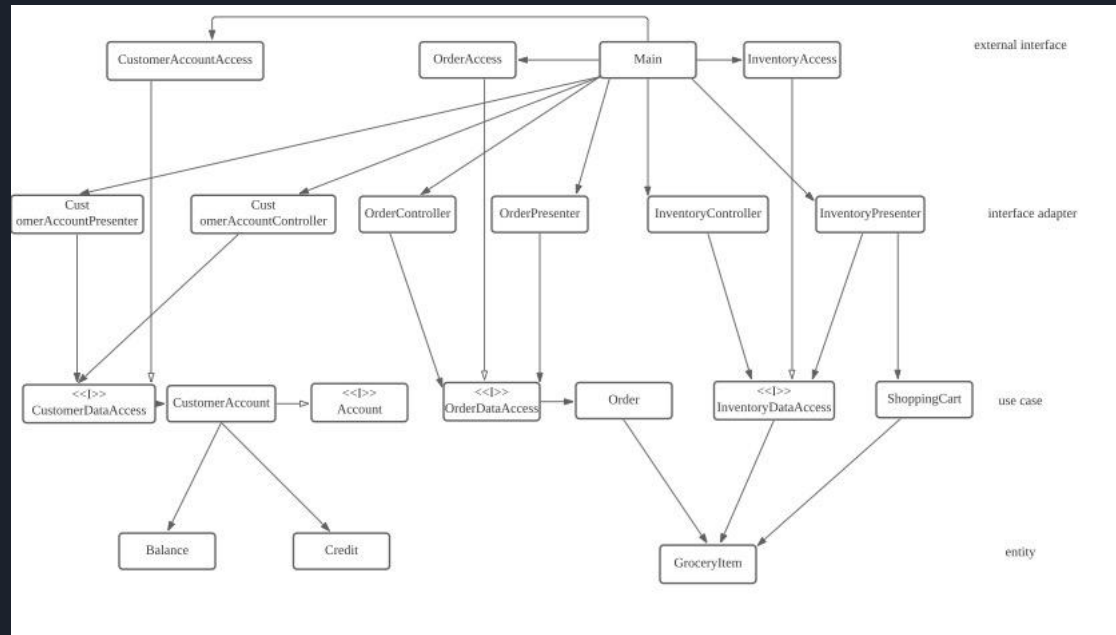 CustomerAccountAccess
OrderAccess
Main
InventoryAccess
external interface
Cust
omerAccountPresenter
Cust
omerAccountController
OrderController
OrderPresenter
InventoryController
InventoryPresenter
interface adapter
<<I>>
CustomerDataAccess
CustomerAccount
<<I>>
Account
<<I>>
OrderDataAccess
Order
<<I>>
InventoryDataAccess
ShoppingCart
use case
Balance
Credit
GroceryItem
entity